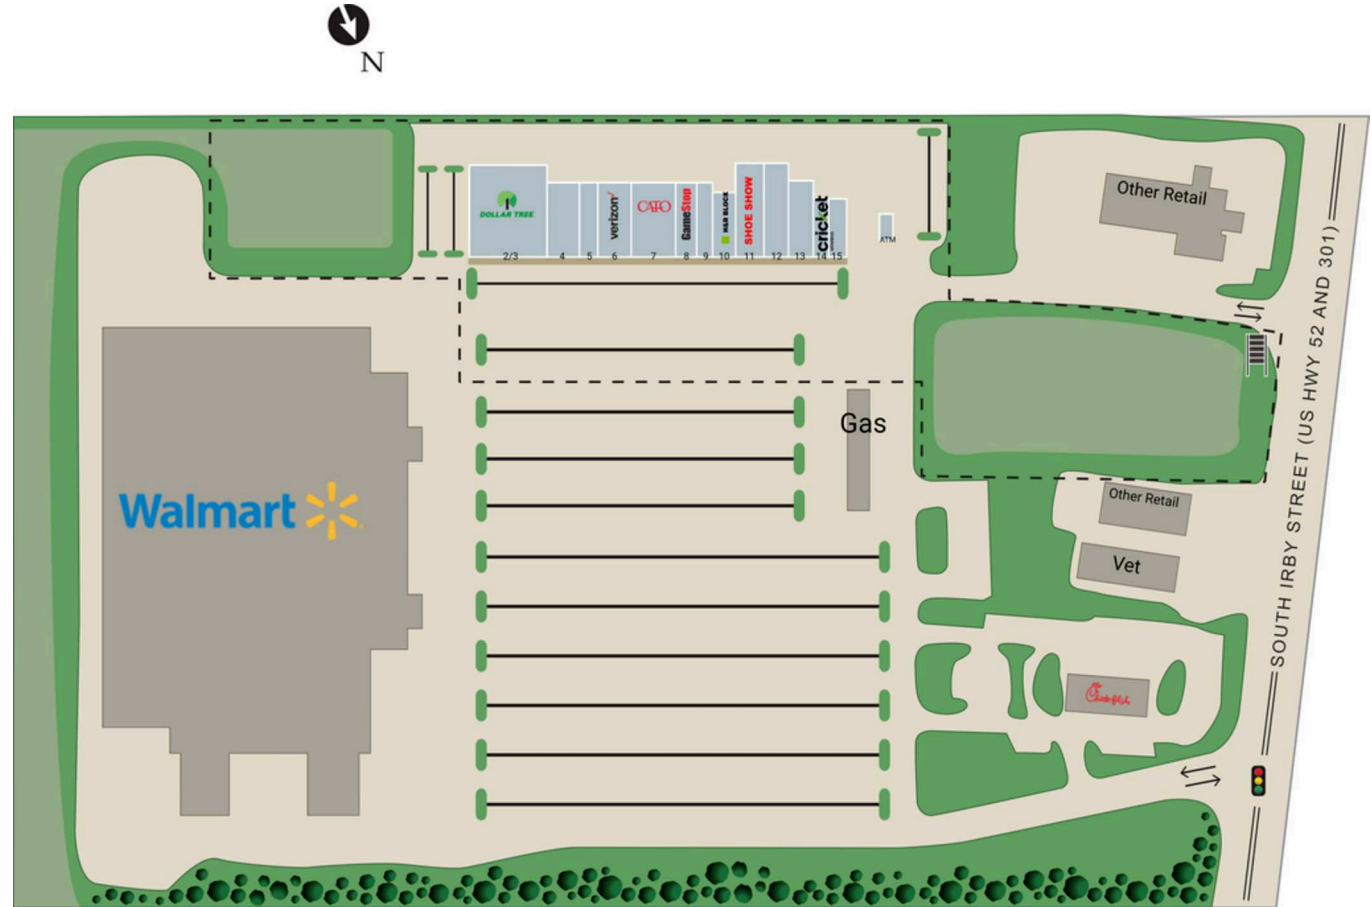 N
DOLLAR TREE
verizon
CATO
GameStop
H&R BLOCK
SHOE SHOW
cricket
ATM
2/3 4 5 6 7 8 9 10 11 12 13 14 15
Other Retail
Gas
Walmart
Other Retail
Vet
Chick-fil-A
SOUTH IRBY STREET (US HWY 52 AND 301)